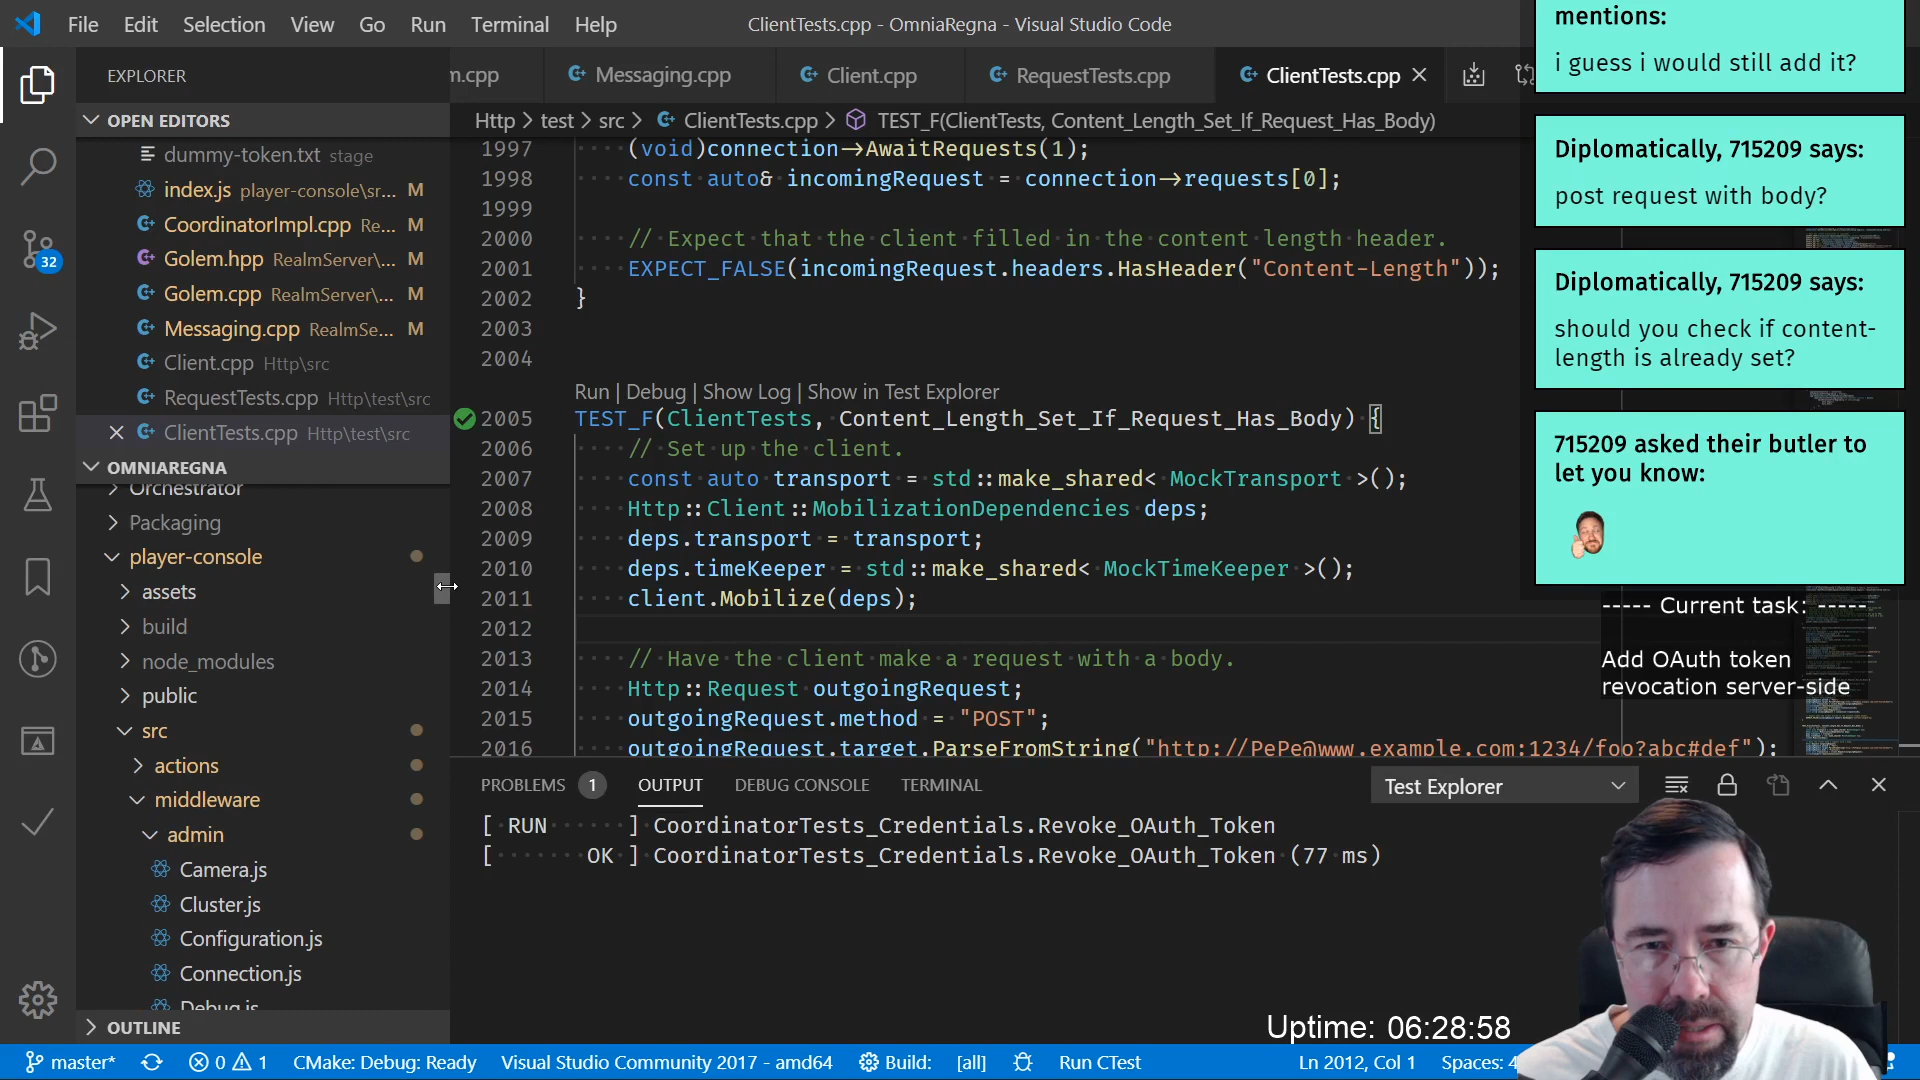 File Edit Selection View Go Run Terminal Help
ClientTests.cpp - OmniaRegna - Visual Studio Code
EXPLORER
OPEN EDITORS
dummy-token.txt stage
index.js player-console\sr... M
CoordinatorImpl.cpp Re... M
Golem.hpp RealmServer\... M
Golem.cpp RealmServer\... M
Messaging.cpp RealmSe... M
Client.cpp Http\src
RequestTests.cpp Http\test\src
ClientTests.cpp Http\test\src
OMNIAREGNA
Orchestrator
Packaging
player-console
assets
build
node_modules
public
src
actions
middleware
admin
Camera.js
Cluster.js
Configuration.js
Connection.js
Debug.js
OUTLINE
32
m.cpp Messaging.cpp Client.cpp RequestTests.cpp ClientTests.cpp
Http > test > src > ClientTests.cpp > TEST_F(ClientTests, Content_Length_Set_If_Request_Has_Body)
1997 (void)connection->AwaitRequests(1);
1998 const auto& incomingRequest = connection->requests[0];
1999
2000 // Expect that the client filled in the content length header.
2001 EXPECT_FALSE(incomingRequest.headers.HasHeader("Content-Length"));
2002 }
2003
2004
Run | Debug | Show Log | Show in Test Explorer
2005 TEST_F(ClientTests, Content_Length_Set_If_Request_Has_Body) {
2006 // Set up the client.
2007 const auto transport = std::make_shared< MockTransport >();
2008 Http::Client::MobilizationDependencies deps;
2009 deps.transport = transport;
2010 deps.timeKeeper = std::make_shared< MockTimeKeeper >();
2011 client.Mobilize(deps);
2012
2013 // Have the client make a request with a body.
2014 Http::Request outgoingRequest;
2015 outgoingRequest.method = "POST";
2016 outgoingRequest.target.ParseFromString("http://PePe@www.example.com:1234/foo?abc#def");
PROBLEMS 1 OUTPUT DEBUG CONSOLE TERMINAL
Test Explorer
[ RUN      ] CoordinatorTests_Credentials.Revoke_OAuth_Token
[       OK ] CoordinatorTests_Credentials.Revoke_OAuth_Token (77 ms)
mentions:
i guess i would still add it?
Diplomatically, 715209 says:
post request with body?
Diplomatically, 715209 says:
should you check if content-
length is already set?
715209 asked their butler to
let you know:
----- Current task: -----
Add OAuth token
revocation server-side
Uptime: 06:28:58
master* 0 1 CMake: Debug: Ready Visual Studio Community 2017 - amd64 Build: [all] Run CTest Ln 2012, Col 1 Spaces: 4